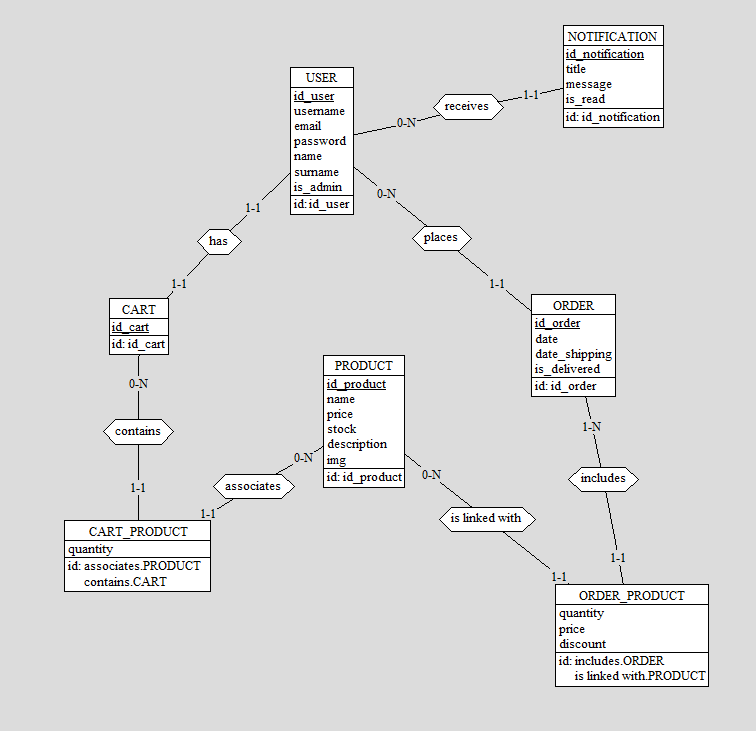 NOTIFICATION
id_notification
title
message
is_read
id: id_notification
USER
id_user
username
email
password
name
surname
is_admin
id: id_user
1-1
receives
0-N
0-N
places
1-1
1-1
has
1-1
CART
id_cart
id: id_cart
ORDER
id_order
date
date_shipping
is_delivered
id: id_order
PRODUCT
id_product
name
price
stock
description
img
id: id_product
0-N
contains
1-1
0-N
associates
1-1
0-N
is linked with
1-1
1-N
includes
1-1
CART_PRODUCT
quantity
id: associates.PRODUCT
contains.CART
ORDER_PRODUCT
quantity
price
discount
id: includes.ORDER
is linked with.PRODUCT